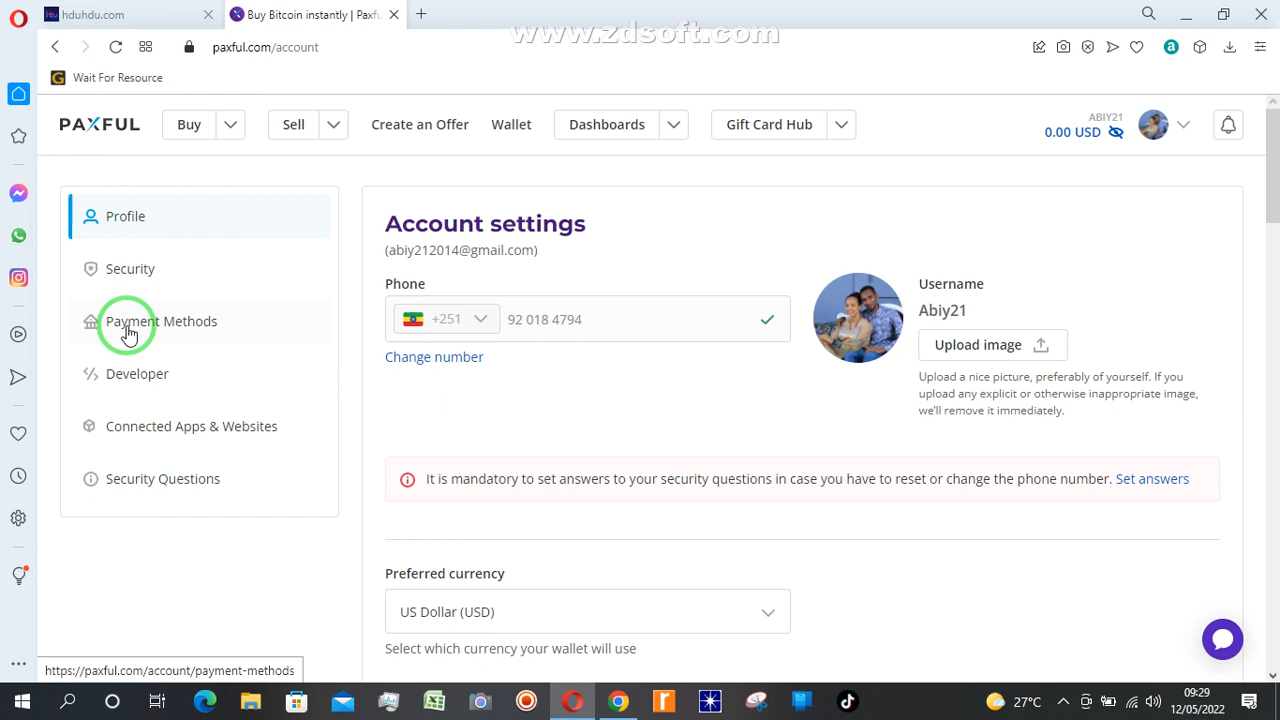 hduhdu.com
Buy Bitcoin instantly | Paxfu
www.zdsoft.com
paxful.com/account
Wait For Resource
PAXFUL
Buy
Sell
Create an Offer
Wallet
Dashboards
Gift Card Hub
ABIY21
0.00 USD
Profile
Security
Payment Methods
Developer
Connected Apps & Websites
Security Questions
Account settings
(abiy212014@gmail.com)
Phone
+251
92 018 4794
Change number
Username
Abiy21
Upload image
Upload a nice picture, preferably of yourself. If you
upload any explicit or otherwise inappropriate image,
we'll remove it immediately.
It is mandatory to set answers to your security questions in case you have to reset or change the phone number. Set answers
Preferred currency
US Dollar (USD)
Select which currency your wallet will use
https://paxful.com/account/payment-methods
27°C
09:29
12/05/2022